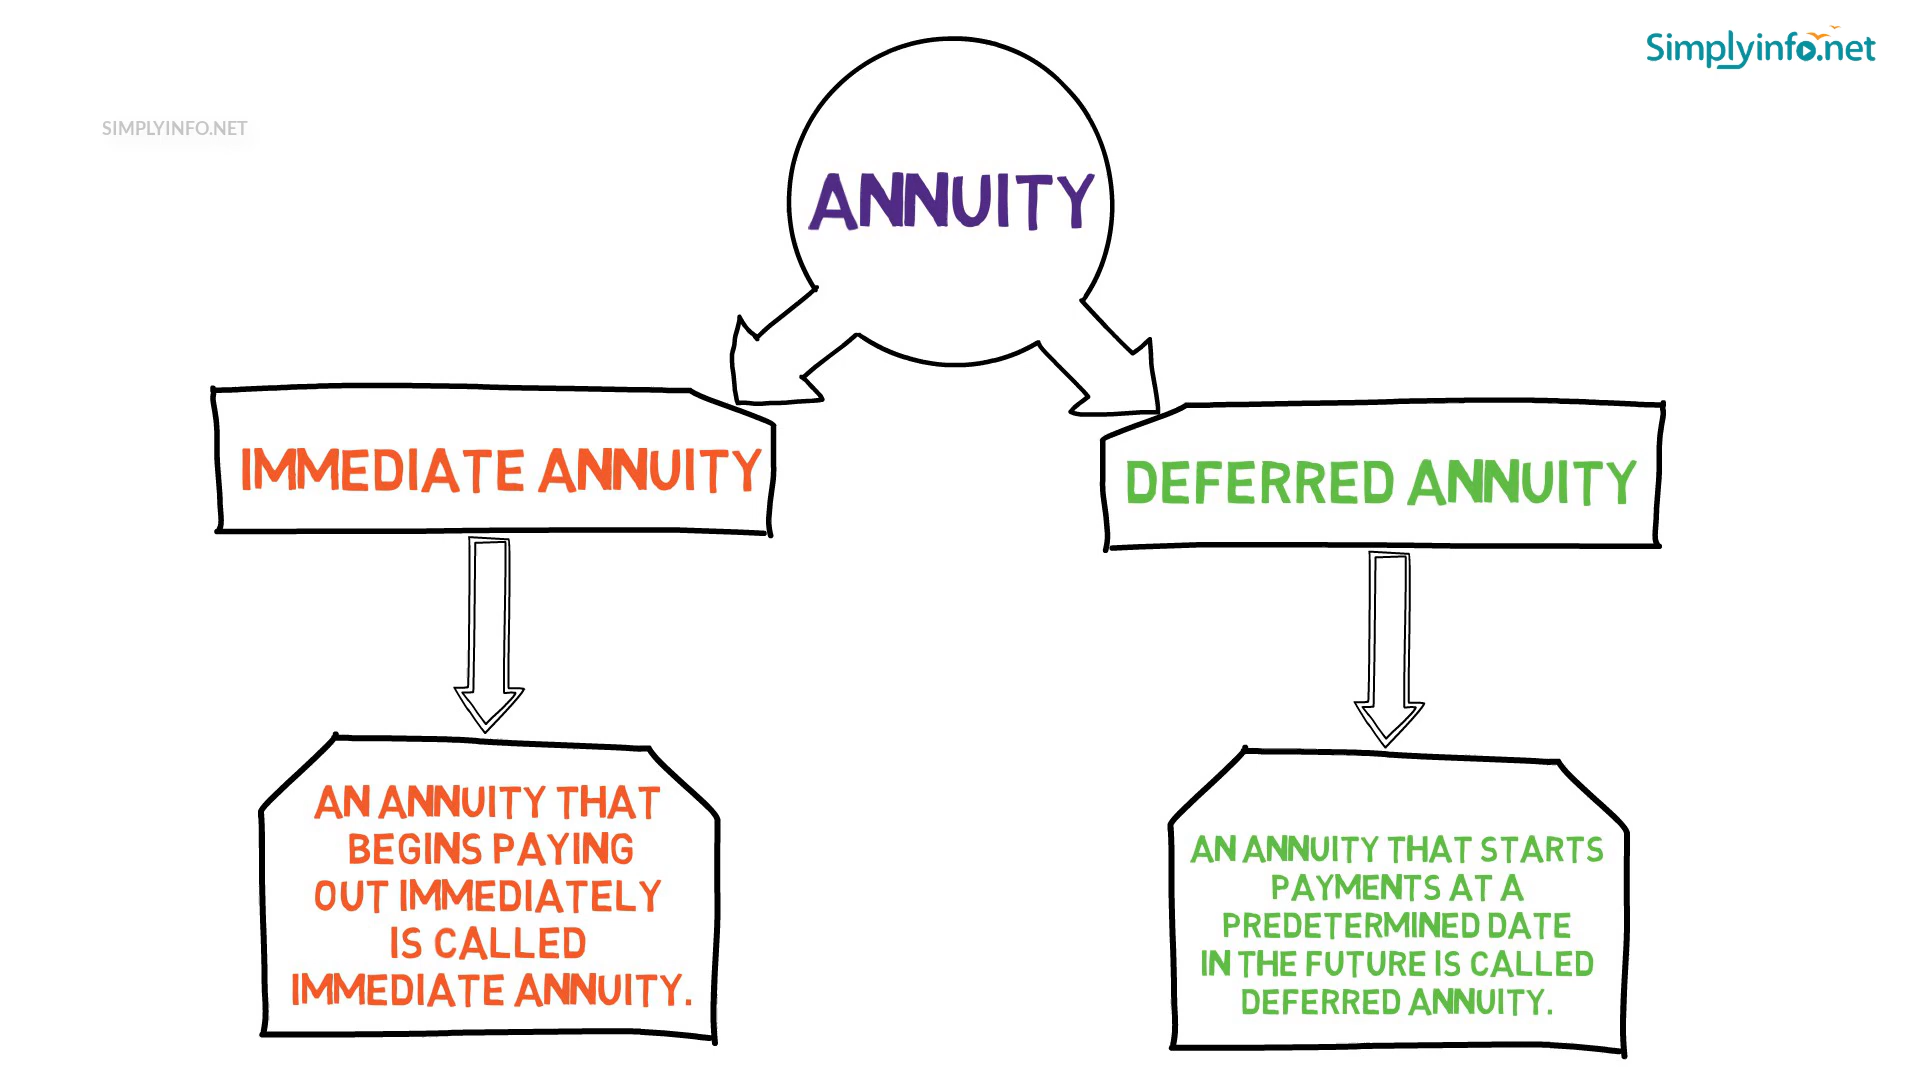 Simplyinfo.net
SIMPLYINFO.NET
ANNUITY
IMMEDIATE ANNUITY
DEFERRED ANNUITY
AN ANNUITY THAT
BEGINS PAYING
OUT IMMEDIATELY
IS CALLED
IMMEDIATE ANNUITY.
AN ANNUITY THAT STARTS
PAYMENTS AT A
PREDETERMINED DATE
IN THE FUTURE IS CALLED
DEFERRED ANNUITY.